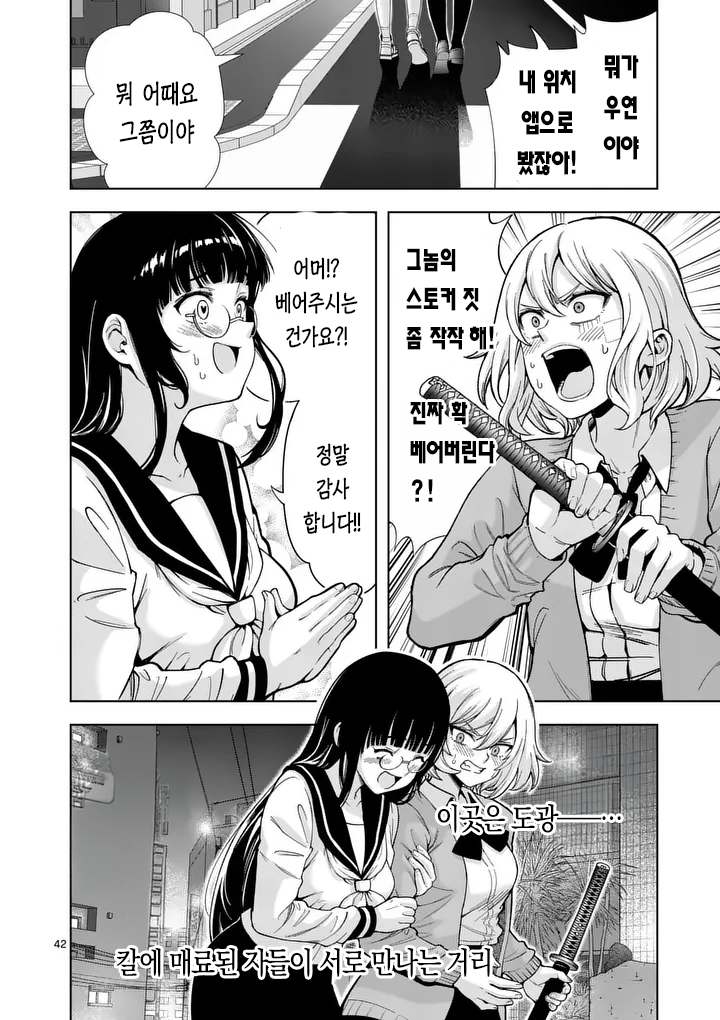 뭐가
우연
이야
내 위치
앱으로
봤잖아!
뭐 어때요
그쯤이야
그놈의
스토커 짓
좀 작작 해!
진짜 확
베어버린다
?!
어머!?
베어주시는
건가요?!
정말
감사
합니다!!
이곳은 도광――…
칼에 매료된 자들이 서로 만나는 거리
42